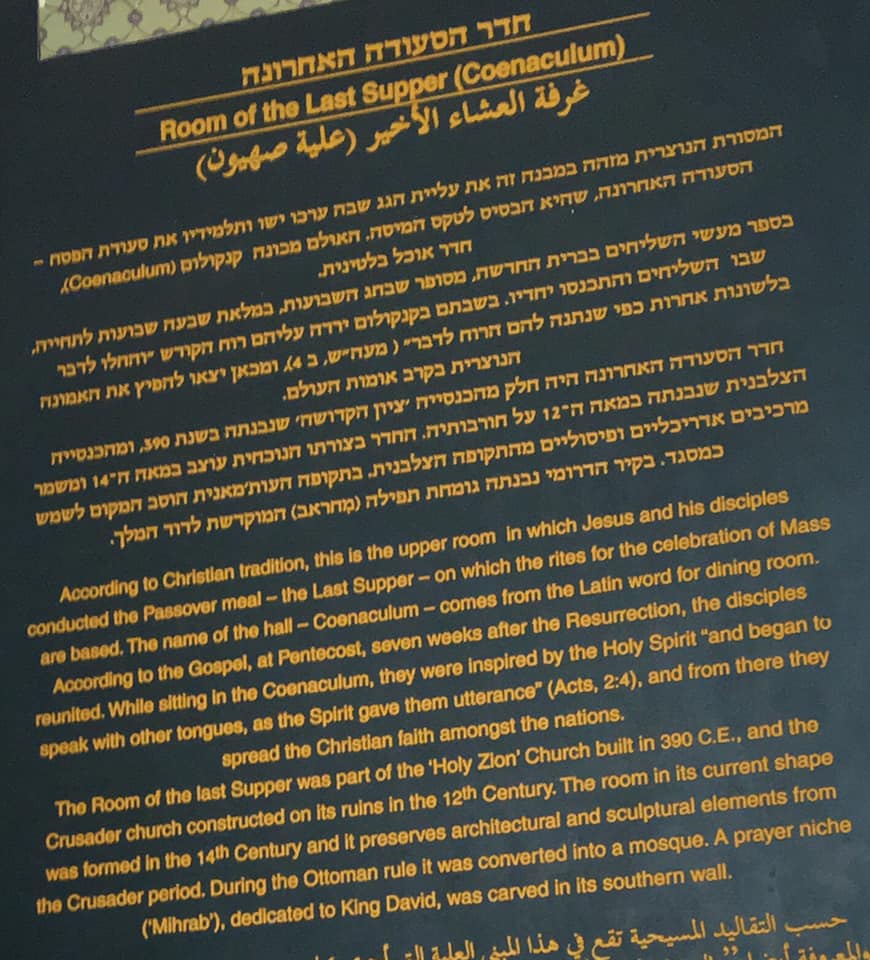 חדר הסעודה האחרונה
Room of the Last Supper (Coenaculum)
غرفة العشاء الأخير (علية صهيون)
המסורת הנוצרית מזהה במבנה זה את עליית הגג שבה ערכו ישו ותלמידיו את סעודת הפסח –
הסעודה האחרונה, שהיא הבסיס לטקס המיסה. האולם מכונה קנקולום (Coenaculum),
חדר אוכל בלטינית.
בספר מעשי השליחים בברית החדשה, מסופר שבחג השבועות, במלאת שבעה שבועות לתחייה,
שבו השליחים והתכנסו יחדיו. בשבתם בקנקולום ירדה עליהם רוח הקודש "והחלו לדבר
בלשונות אחרות כפי שנתנה להם הרוח לדבר" (מעה"ש, ב 4), ומכאן יצאו להפיץ את האמונה
הנוצרית בקרב אומות העולם.
חדר הסעודה האחרונה היה חלק מהכנסייה 'ציון הקדושה' שנבנתה בשנת 390, ומהכנסייה
הצלבנית שנבנתה במאה ה־12 על חורבותיה. החדר בצורתו הנוכחית עוצב במאה ה־14 ומשמר
מרכיבים אדריכליים ופיסוליים מהתקופה הצלבנית. בתקופה העות'מאנית הוסב המקום לשמש
כמסגד. בקיר הדרומי נבנתה גומחת תפילה (מִחראבּ) המוקדשת לדוד המלך.
According to Christian tradition, this is the upper room in which Jesus and his disciples
conducted the Passover meal – the Last Supper – on which the rites for the celebration of Mass
are based. The name of the hall – Coenaculum – comes from the Latin word for dining room.
According to the Gospel, at Pentecost, seven weeks after the Resurrection, the disciples
reunited. While sitting in the Coenaculum, they were inspired by the Holy Spirit "and began to
speak with other tongues, as the Spirit gave them utterance" (Acts, 2:4), and from there they
spread the Christian faith amongst the nations.
The Room of the last Supper was part of the 'Holy Zion' Church built in 390 C.E., and the
Crusader church constructed on its ruins in the 12th Century. The room in its current shape
was formed in the 14th Century and it preserves architectural and sculptural elements from
the Crusader period. During the Ottoman rule it was converted into a mosque. A prayer niche
('Mihrab'), dedicated to King David, was carved in its southern wall.
حسب التقاليد المسيحية تقع في هذا المبنى العلية التي